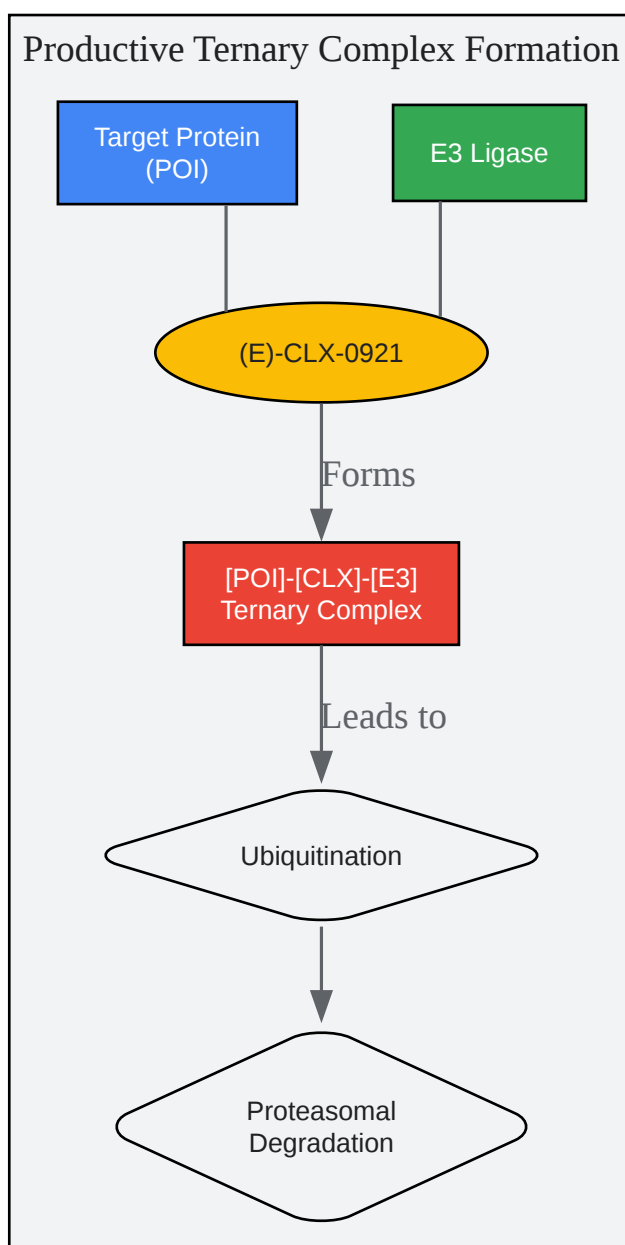 Productive Ternary Complex Formation
Target Protein
(POI)
E3 Ligase
(E)-CLX-0921
Forms
[POI]-[CLX]-[E3]
Ternary Complex
Leads to
Ubiquitination
Proteasomal
Degradation